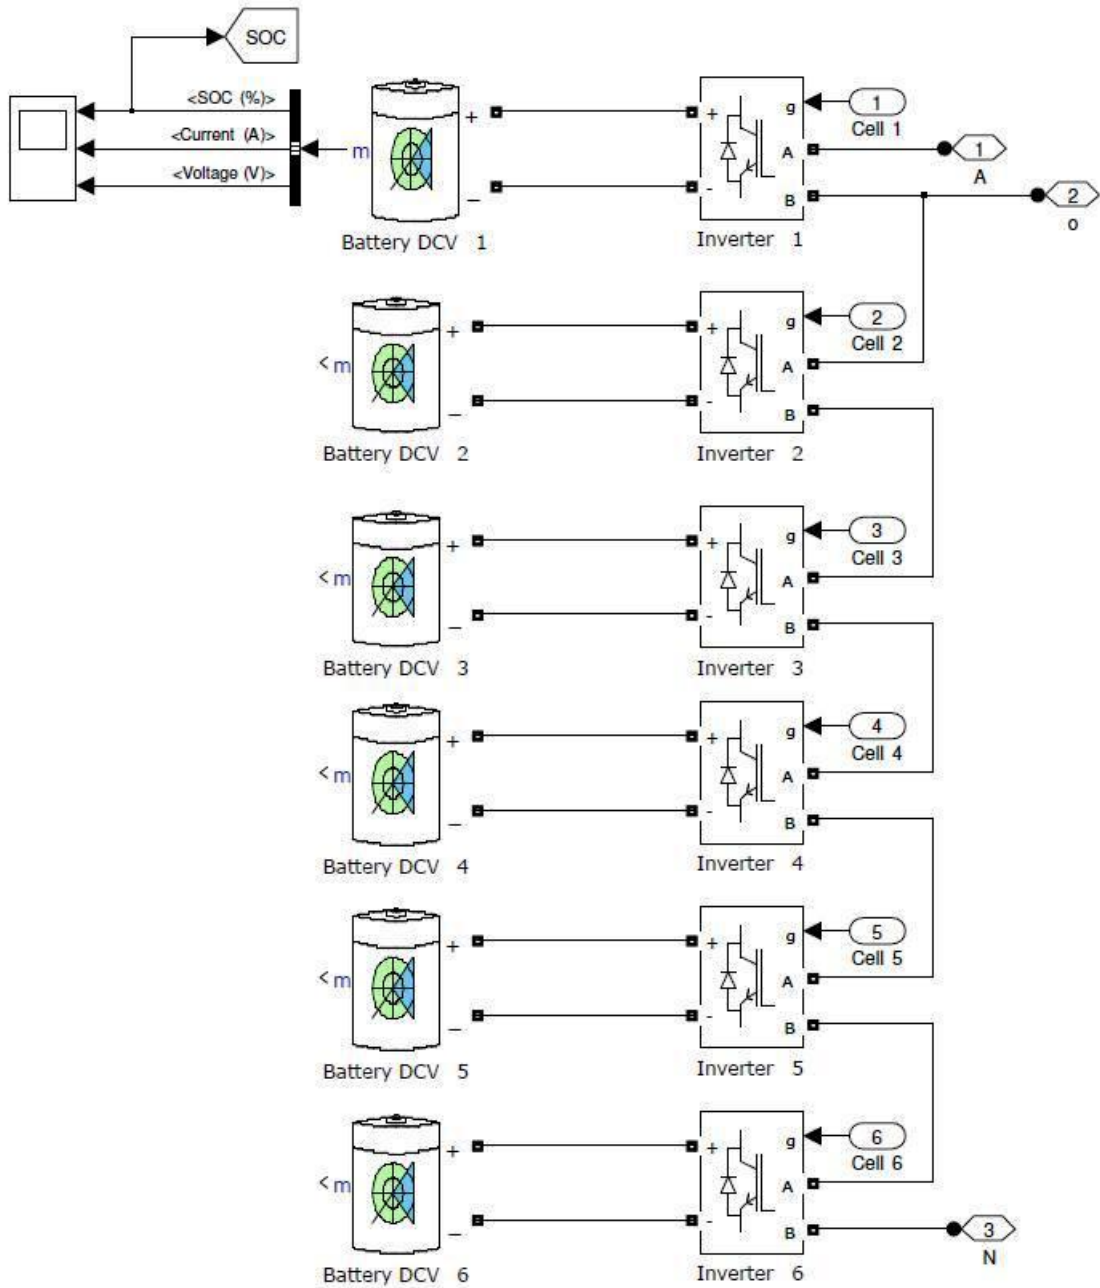 SOC
<SOC (%)>
<Current (A)>
<Voltage (V)>
m
+
−
Battery DCV 1
+
-
g
A
B
Inverter 1
1
Cell 1
1
A
2
o
< m
+
−
Battery DCV 2
+
-
g
A
B
Inverter 2
2
Cell 2
< m
+
−
Battery DCV 3
+
-
g
A
B
Inverter 3
3
Cell 3
< m
+
−
Battery DCV 4
+
-
g
A
B
Inverter 4
4
Cell 4
< m
+
−
Battery DCV 5
+
-
g
A
B
Inverter 5
5
Cell 5
< m
+
−
Battery DCV 6
+
-
g
A
B
Inverter 6
6
Cell 6
3
N